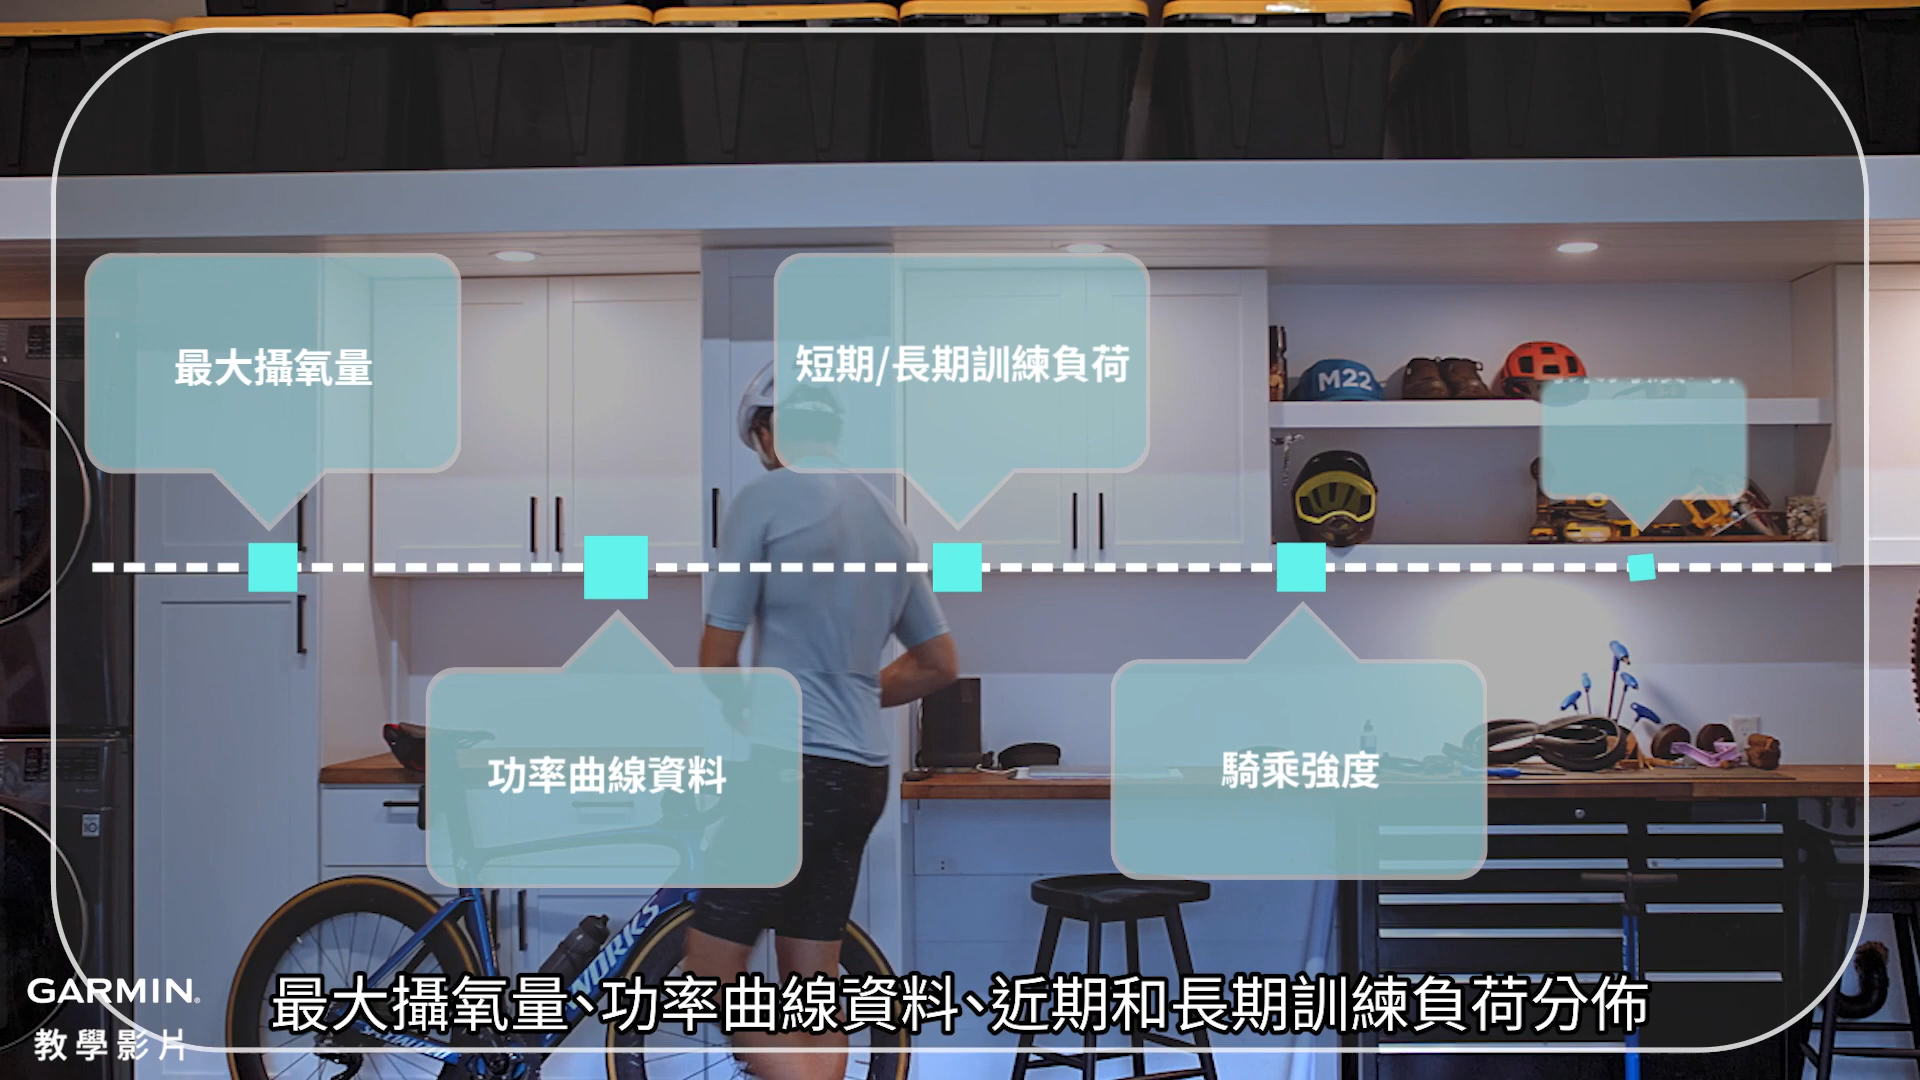 最大攝氧量
短期/長期訓練負荷
M22
功率曲線資料
騎乘強度
WORKS
GARMIN
教學影片
最大攝氧量、功率曲線資料、近期和長期訓練負荷分佈